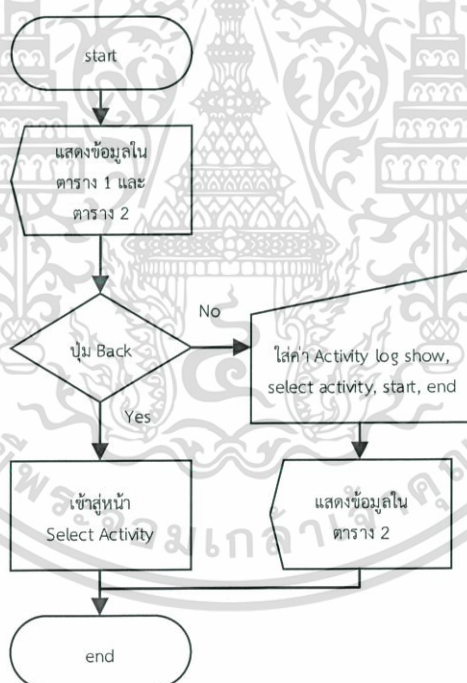 start
แสดงข้อมูลใน
ตาราง 1 และ
ตาราง 2
ปุ่ม Back
No
ใส่ค่า Activity log show,
select activity, start, end
Yes
เข้าสู่หน้า
Select Activity
แสดงข้อมูลใน
ตาราง 2
end